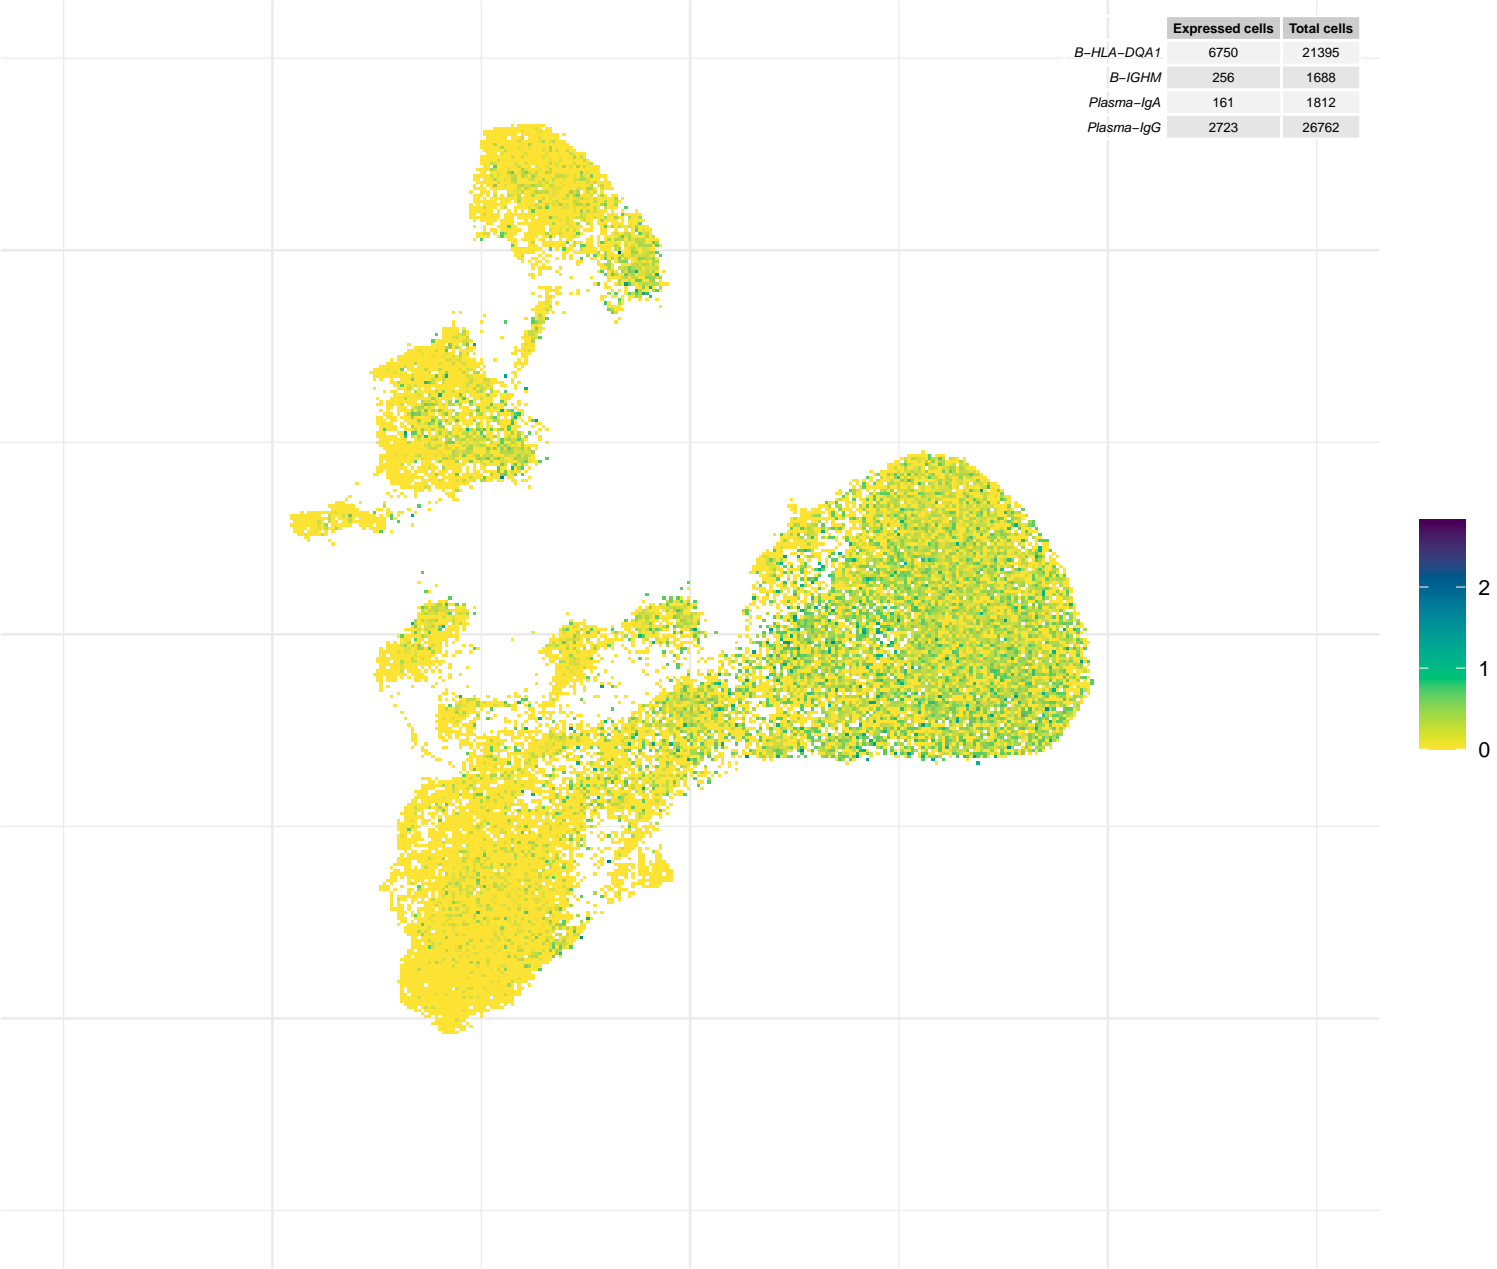 Expressed cells Total cells
B−HLA−DQA1 6750 21395
B−IGHM 256 1688
Plasma−IgA 161 1812
Plasma−IgG 2723 26762
2
1
0